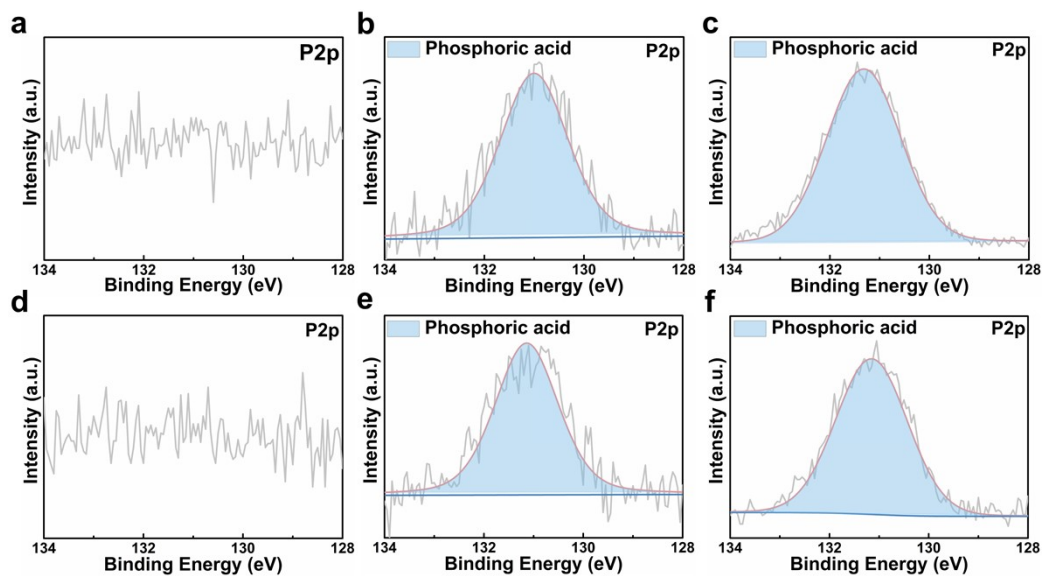 a
P2p
Intensity (a.u.)
134 132 130 128
Binding Energy (eV)
b
Phosphoric acid P2p
Intensity (a.u.)
134 132 130 128
Binding Energy (eV)
c
Phosphoric acid P2p
Intensity (a.u.)
134 132 130 128
Binding Energy (eV)
d
P2p
Intensity (a.u.)
134 132 130 128
Binding Energy (eV)
e
Phosphoric acid P2p
Intensity (a.u.)
134 132 130 128
Binding Energy (eV)
f
Phosphoric acid P2p
Intensity (a.u.)
134 132 130 128
Binding Energy (eV)